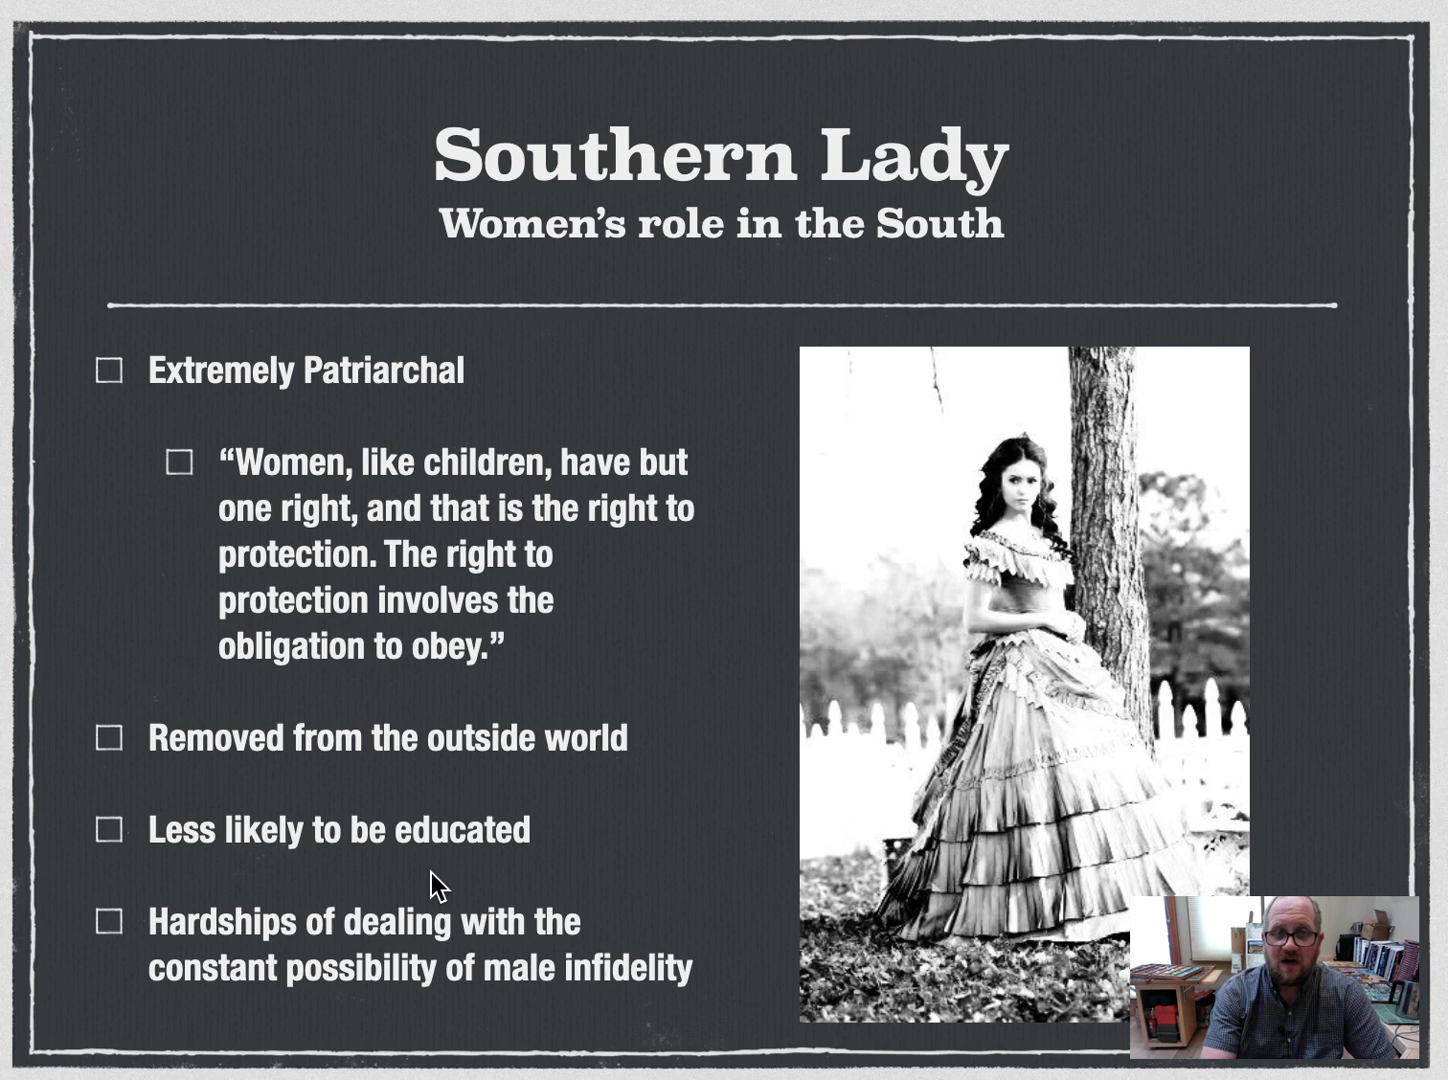 Southern Lady
Women’s role in the South
Extremely Patriarchal
“Women, like children, have but
one right, and that is the right to
protection. The right to
protection involves the
obligation to obey.”
Removed from the outside world
Less likely to be educated
Hardships of dealing with the
constant possibility of male infidelity